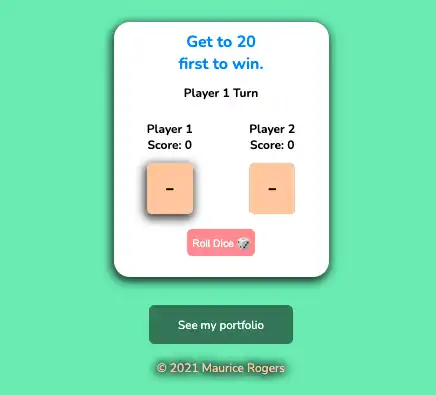 Get to 20
first to win.
Player 1 Turn
Player 1 Player 2
Score: 0 Score: 0
- -
Roll Dice 🎲
See my portfolio
© 2021 Maurice Rogers